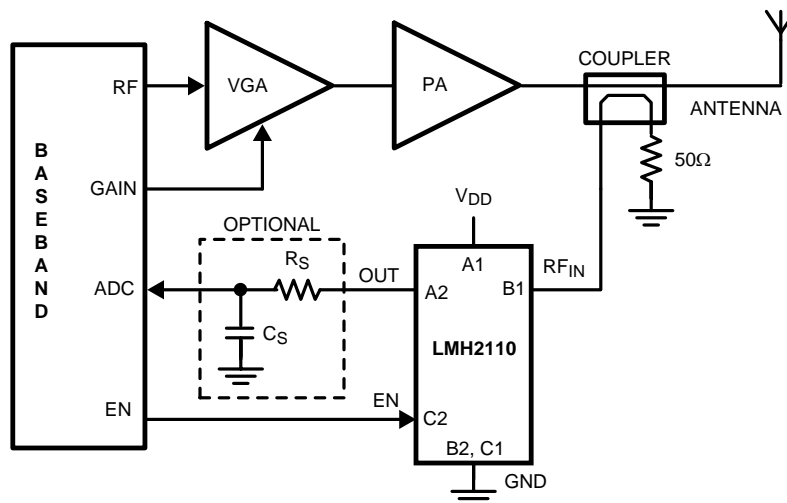 COUPLER
RF
VGA
PA
ANTENNA
BASEBAND
50Ω
GAIN
VDD
OPTIONAL
RS
OUT
A1
RFIN
ADC
A2
B1
CS
LMH2110
EN
EN
C2
B2, C1
GND